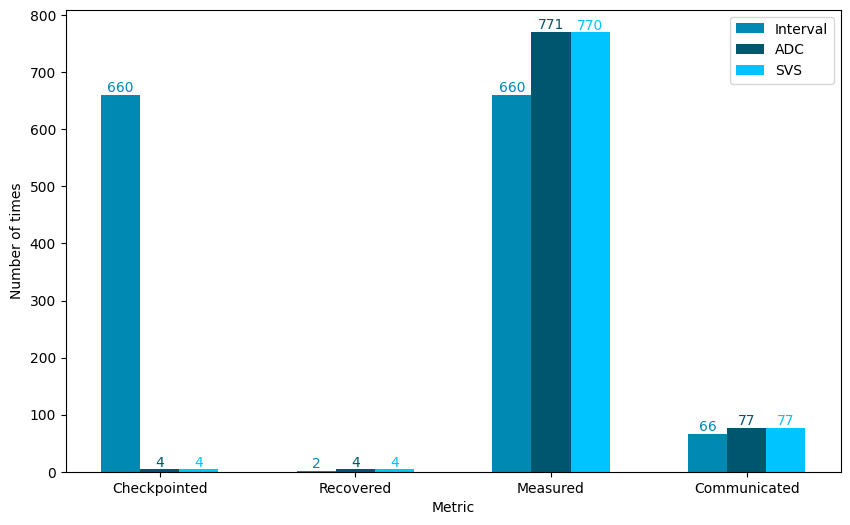 800
700
600
500
400
300
200
100
0
Number of times
660 4 4
2 4 4
660 771 770
66 77 77
Interval
ADC
SVS
Checkpointed Recovered Measured Communicated
Metric